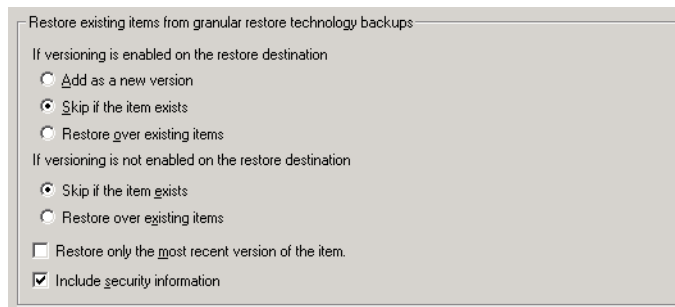 Restore existing items from granular restore technology backups
If versioning is enabled on the restore destination
Add as a new version
Skip if the item exists
Restore over existing items
If versioning is not enabled on the restore destination
Skip if the item exists
Restore over existing items
Restore only the most recent version of the item.
Include security information